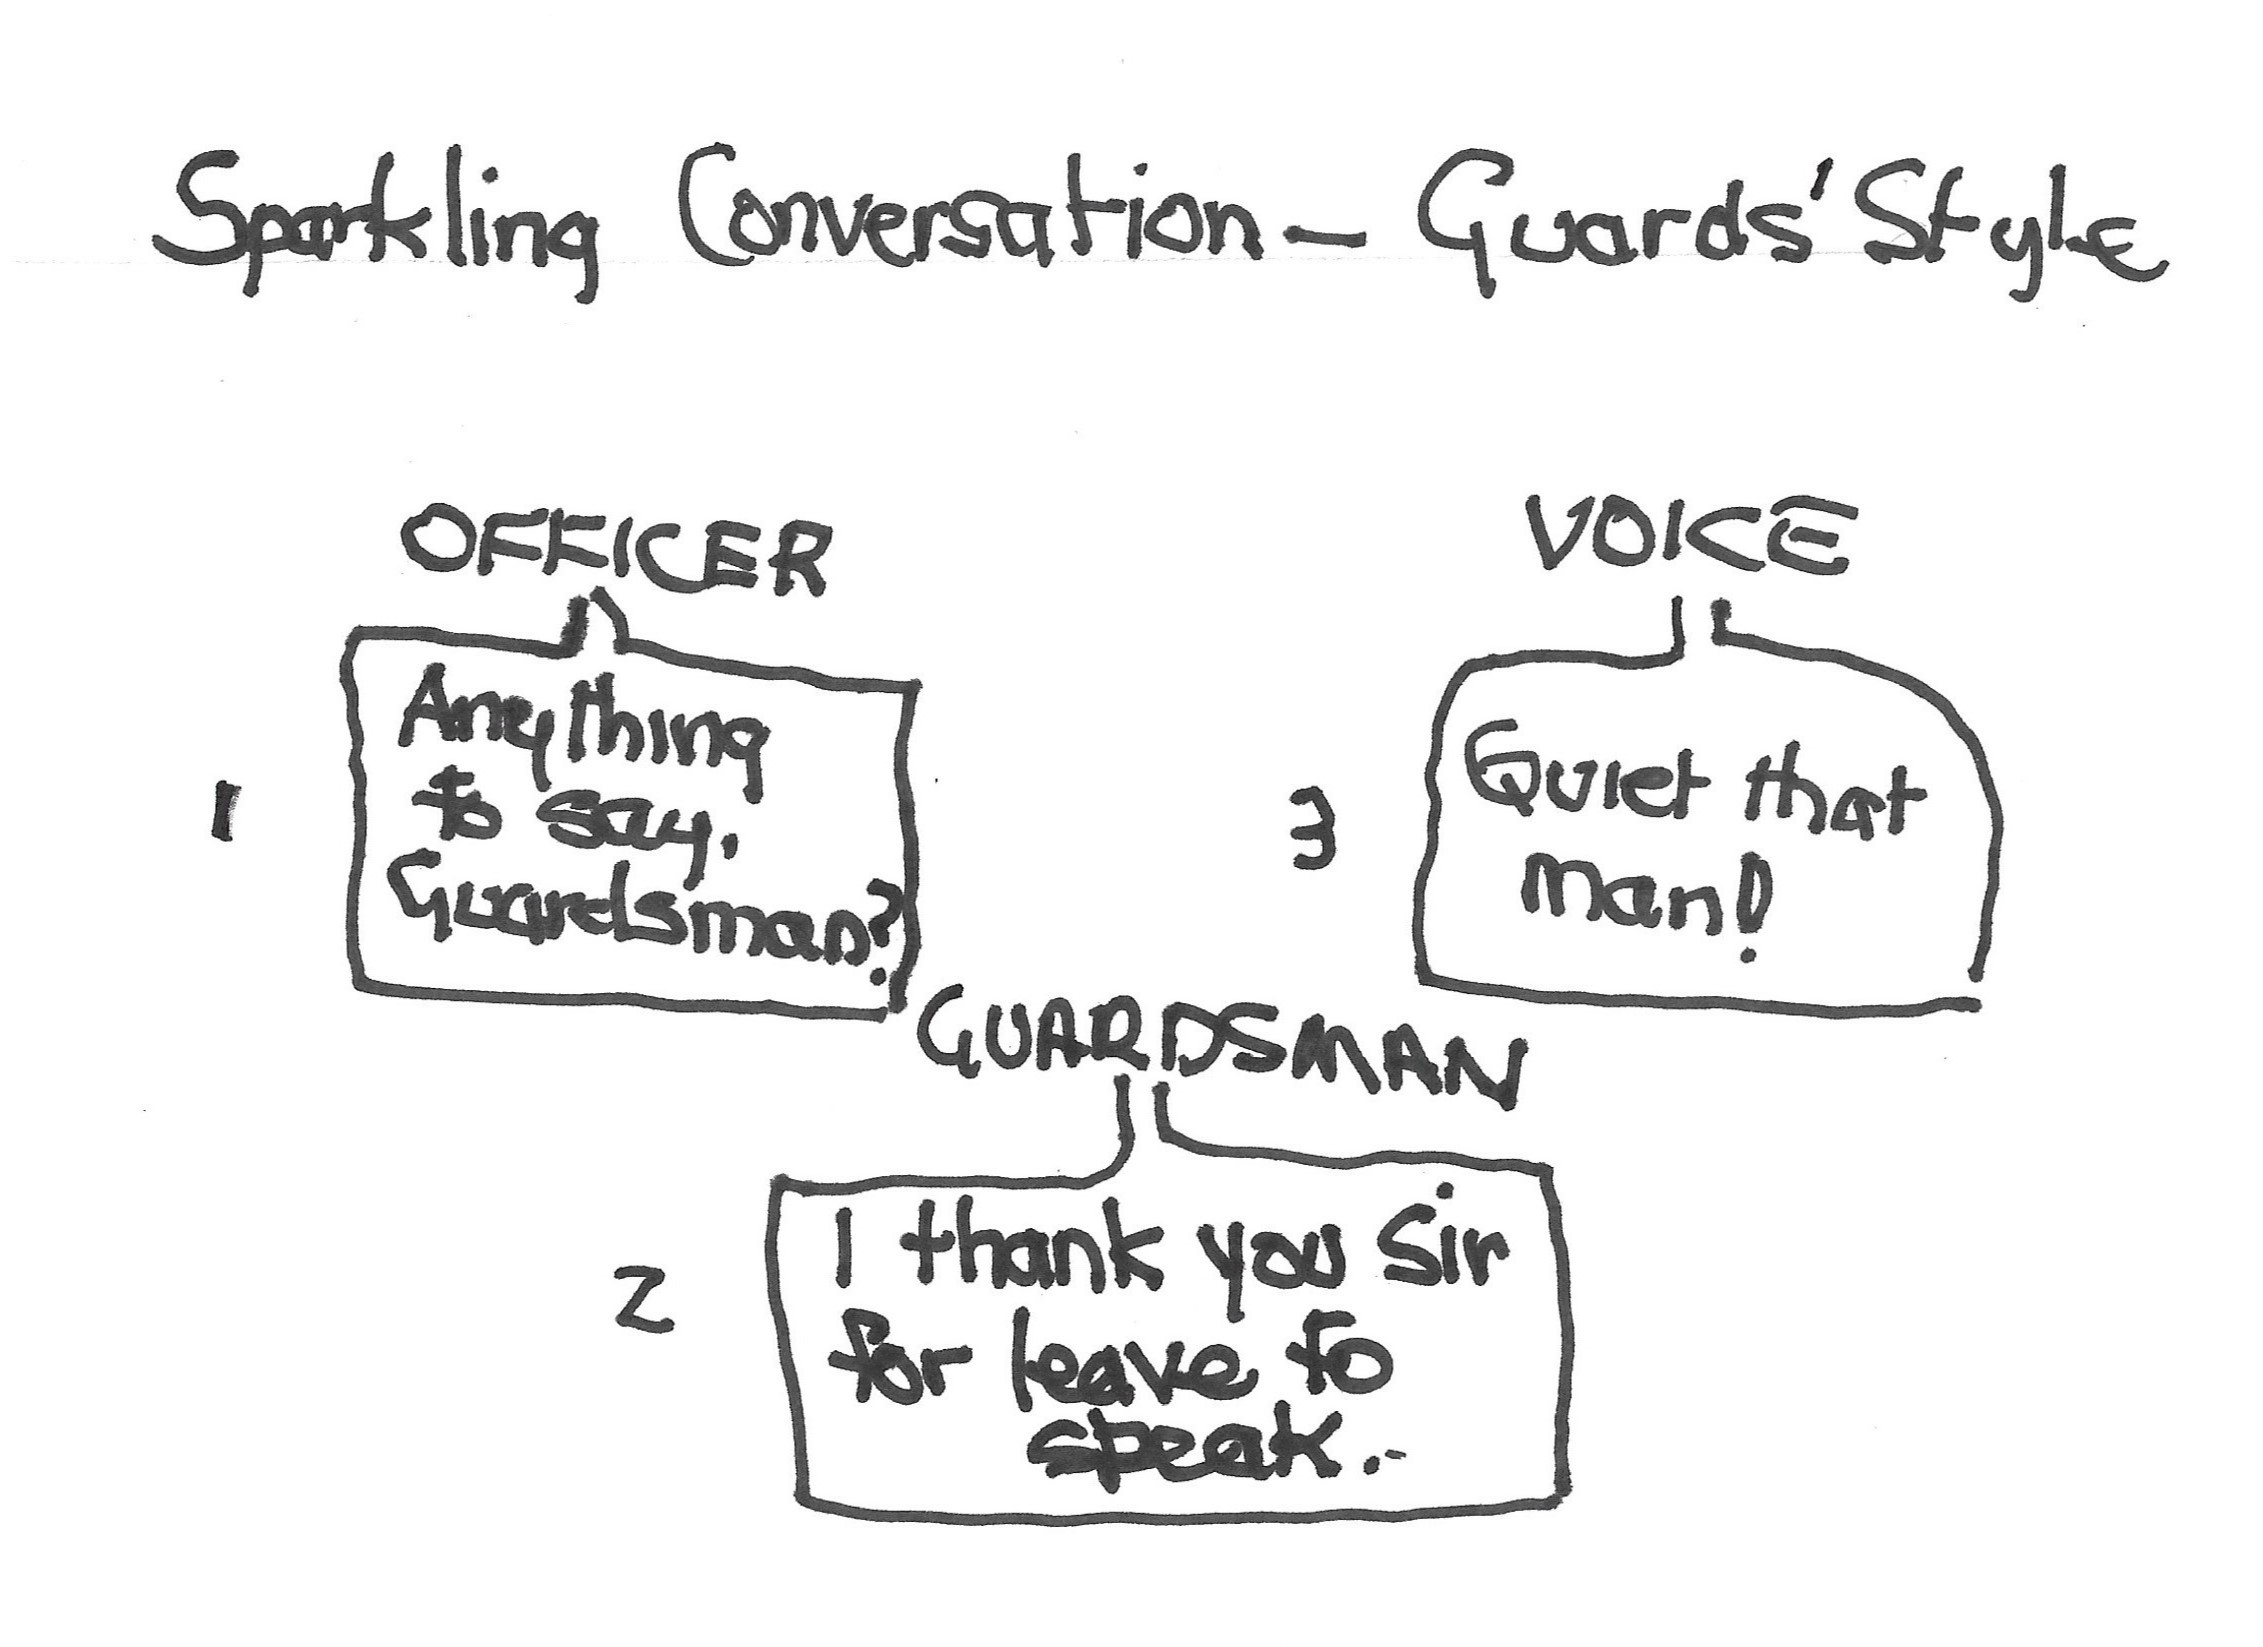 Sparkling Conversation – Guards' Style
OFFICER
1
Anything
to say,
Guardsman?
GUARDSMAN
2
I thank you Sir
for leave to
speak..
VOICE
3
Quiet that
man!